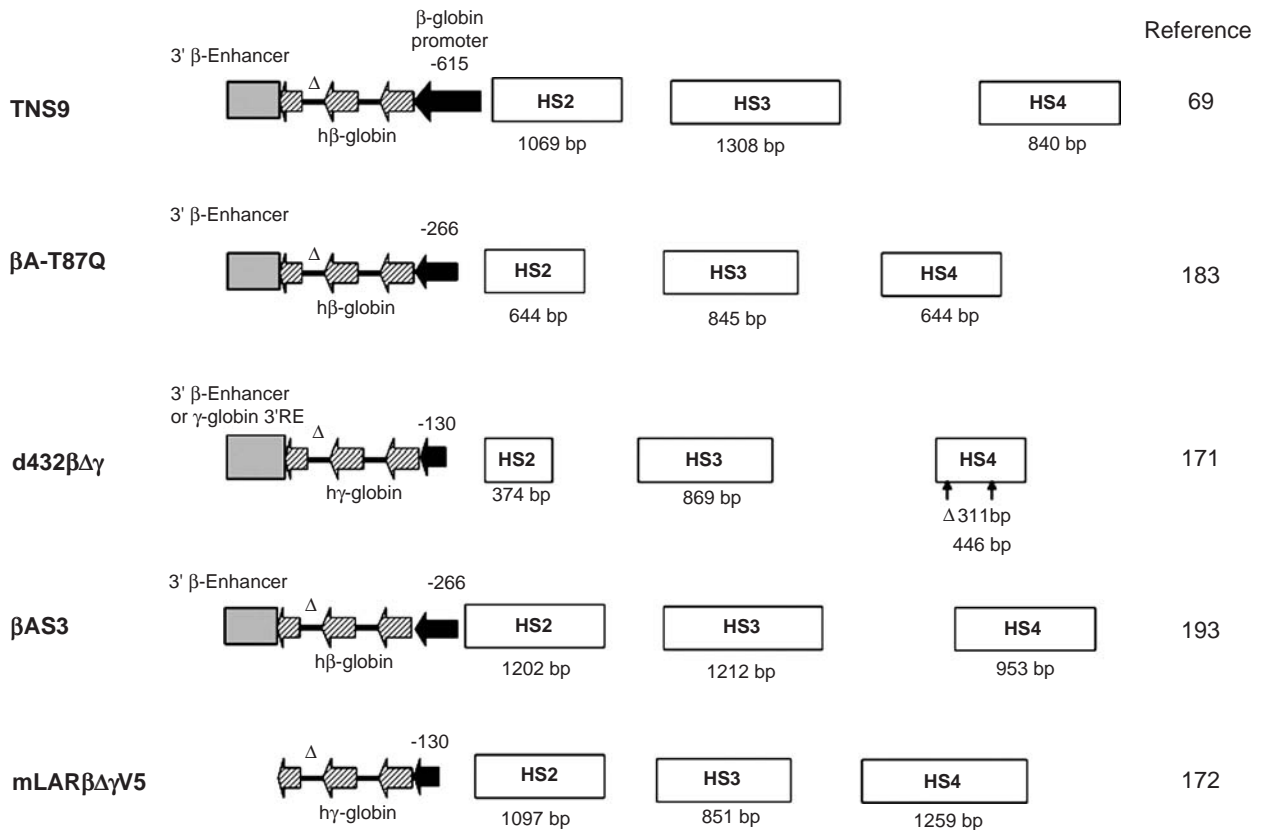 Reference
β-globin
promoter
-615
3' β-Enhancer
Δ
TNS9
hβ-globin
HS2
1069 bp
HS3
1308 bp
HS4
840 bp
69
3' β-Enhancer
-266
Δ
βA-T87Q
hβ-globin
HS2
644 bp
HS3
845 bp
HS4
644 bp
183
3' β-Enhancer
or γ-globin 3'RE
-130
Δ
d432βΔγ
hγ-globin
HS2
374 bp
HS3
869 bp
HS4
Δ 311bp
446 bp
171
3' β-Enhancer
-266
Δ
βAS3
hβ-globin
HS2
1202 bp
HS3
1212 bp
HS4
953 bp
193
-130
Δ
mLARβΔγV5
hγ-globin
HS2
1097 bp
HS3
851 bp
HS4
1259 bp
172